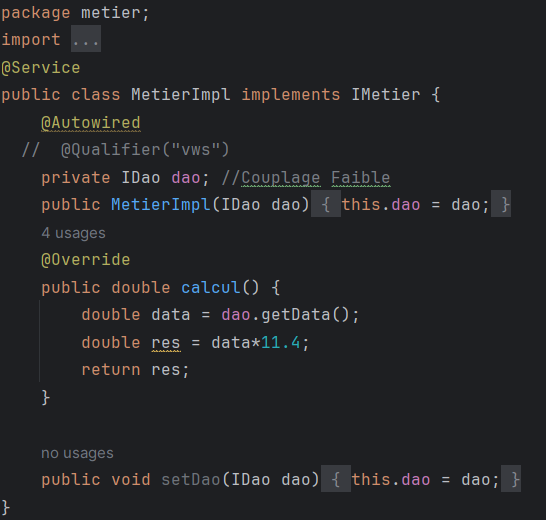 package metier;
import ...
@Service
public class MetierImpl implements IMetier {
@Autowired
//  @Qualifier("vws")
private IDao dao; //Couplage Faible
public MetierImpl(IDao dao) { this.dao = dao; }
4 usages
@Override
public double calcul() {
double data = dao.getData();
double res = data*11.4;
return res;
}
no usages
public void setDao(IDao dao) { this.dao = dao; }
}